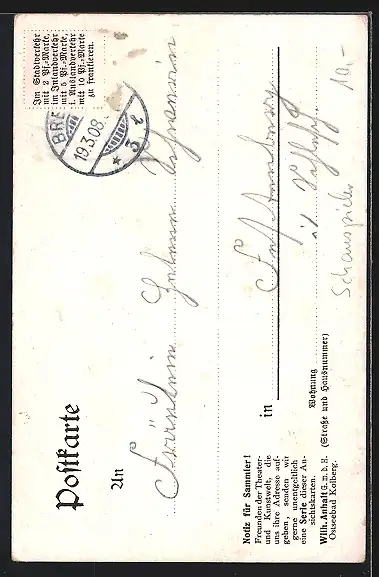 Im Stadtverkehr
mit 2 Pf.-Marke,
im Inlandverkehr
mit 5 Pf.-Marke,
i. Auslandverkehr
mit 10 Pf.-Marke
zu frankieren.
BRE
19.3.08
Postkarte
An
Fräulein
in
Wohnung
(Straße und Hausnummer)
Notiz für Sammler!
Freunden der Theater-
und Kunstwelt, die
uns ihre Adresse auf-
geben, senden wir
gerne unentgeltlich
eine Serie dieser An-
sichtskarten.
Wilh. Anhalt G. m. b. H.
Ostseebad Kolberg.
Schauspieler
10,-